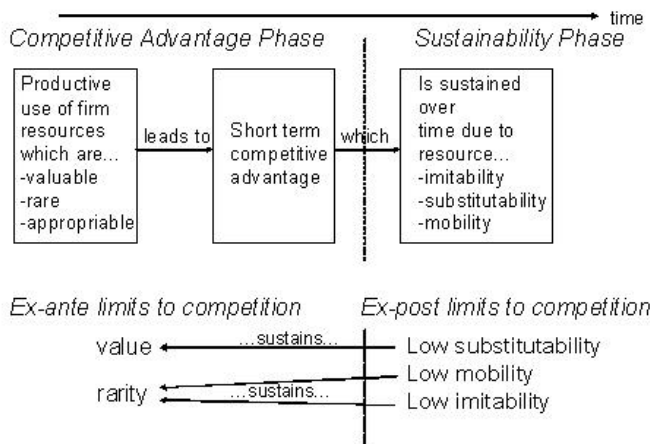 time
Competitive Advantage Phase
Sustainability Phase
Productive
use of firm
resources
which are...
-valuable
-rare
-appropriable
leads to
Short term
competitive
advantage
which
Is sustained
over
time due to
resource...
-imitability
-substitutability
-mobility
Ex-ante limits to competition
Ex-post limits to competition
value
...sustains...
Low substitutability
Low mobility
rarity
...sustains...
Low imitability